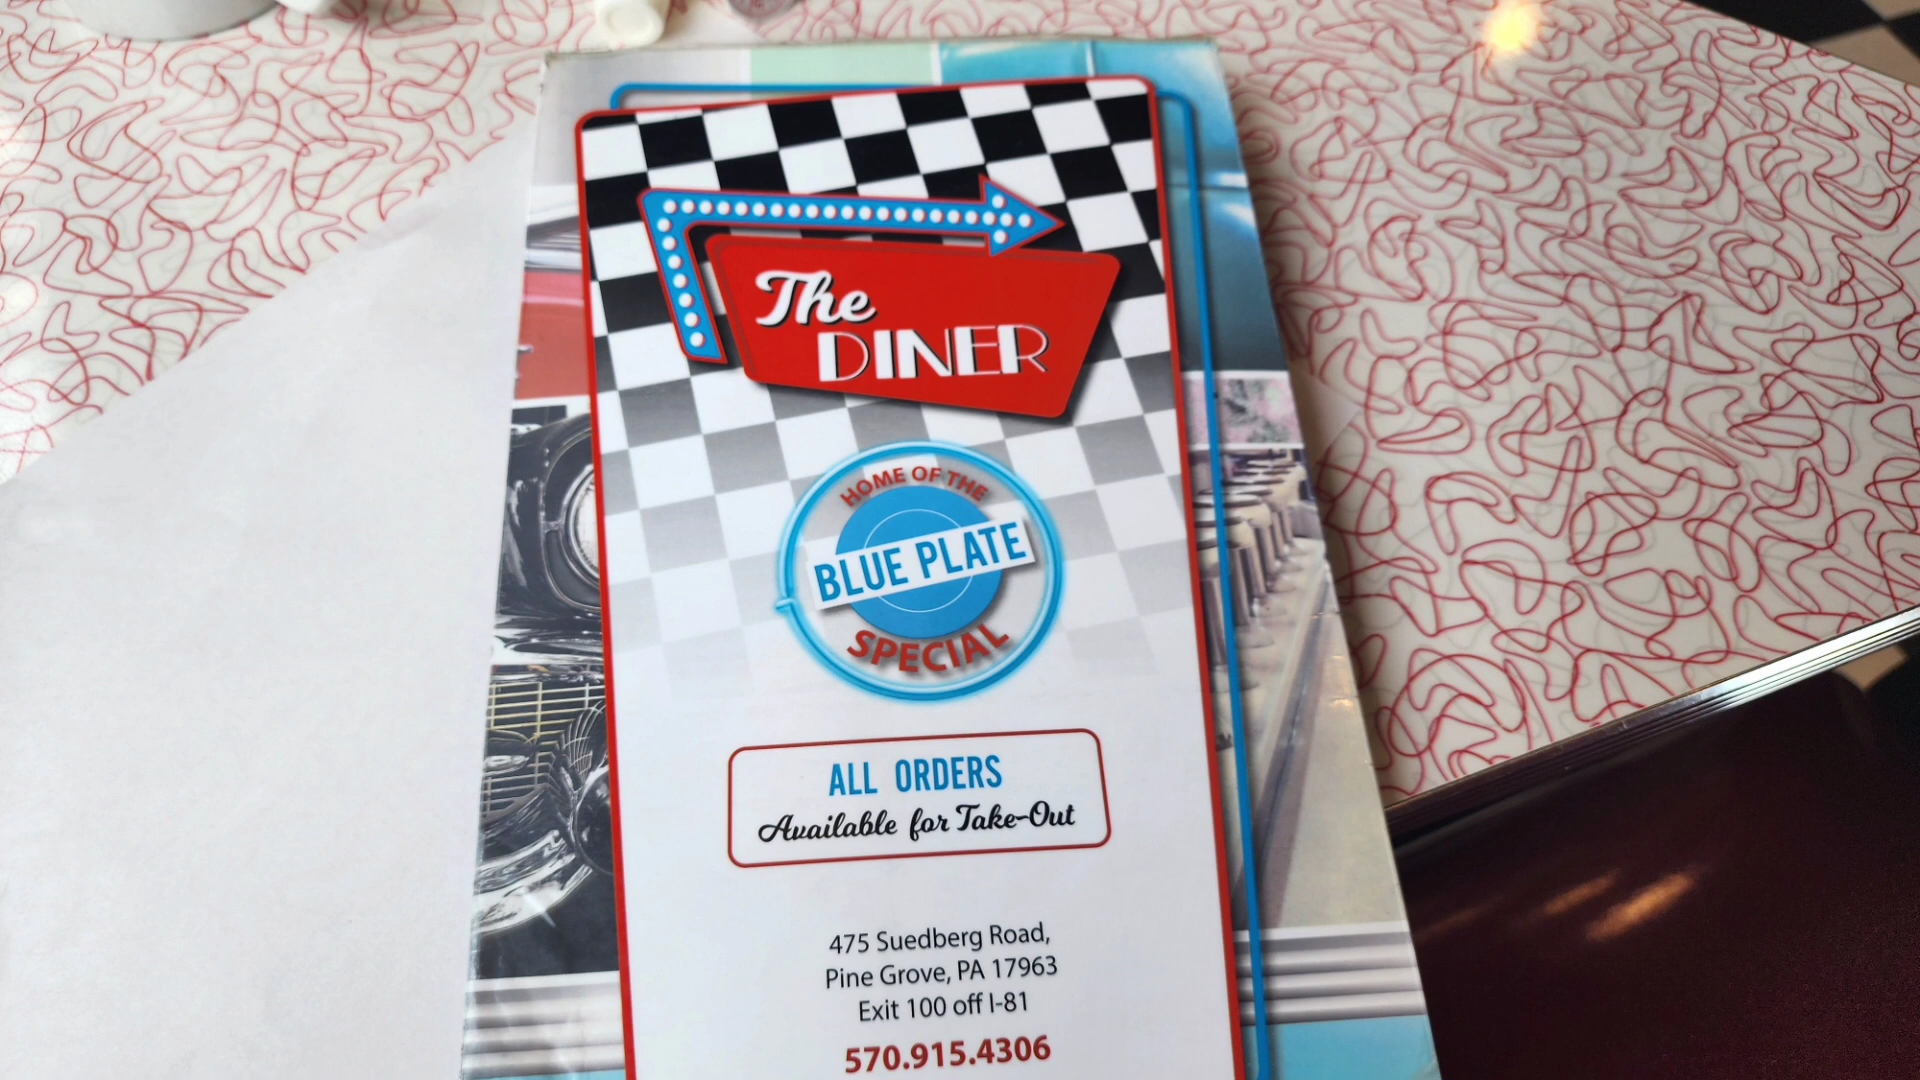 The
DINER
HOME OF THE
BLUE PLATE
SPECIAL
ALL ORDERS
Available for Take-Out
475 Suedberg Road,
Pine Grove, PA 17963
Exit 100 off I-81
570.915.4306